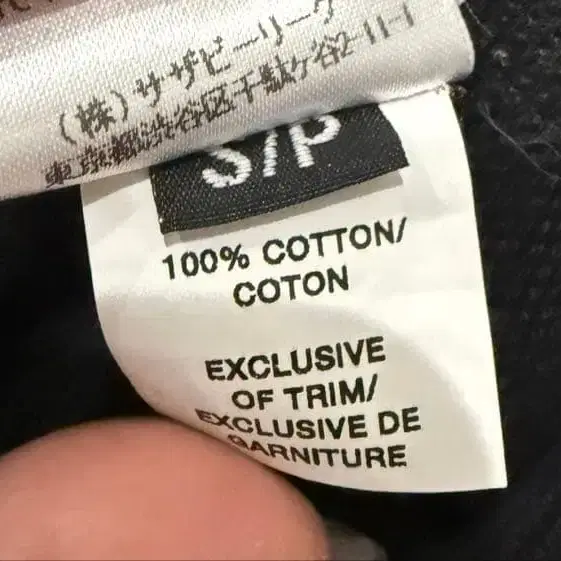 (株)サザビーリーグ
東京都渋谷区千駄ヶ谷2-11-1
S/P
100% COTTON/
COTON
EXCLUSIVE
OF TRIM/
EXCLUSIVE DE
GARNITURE